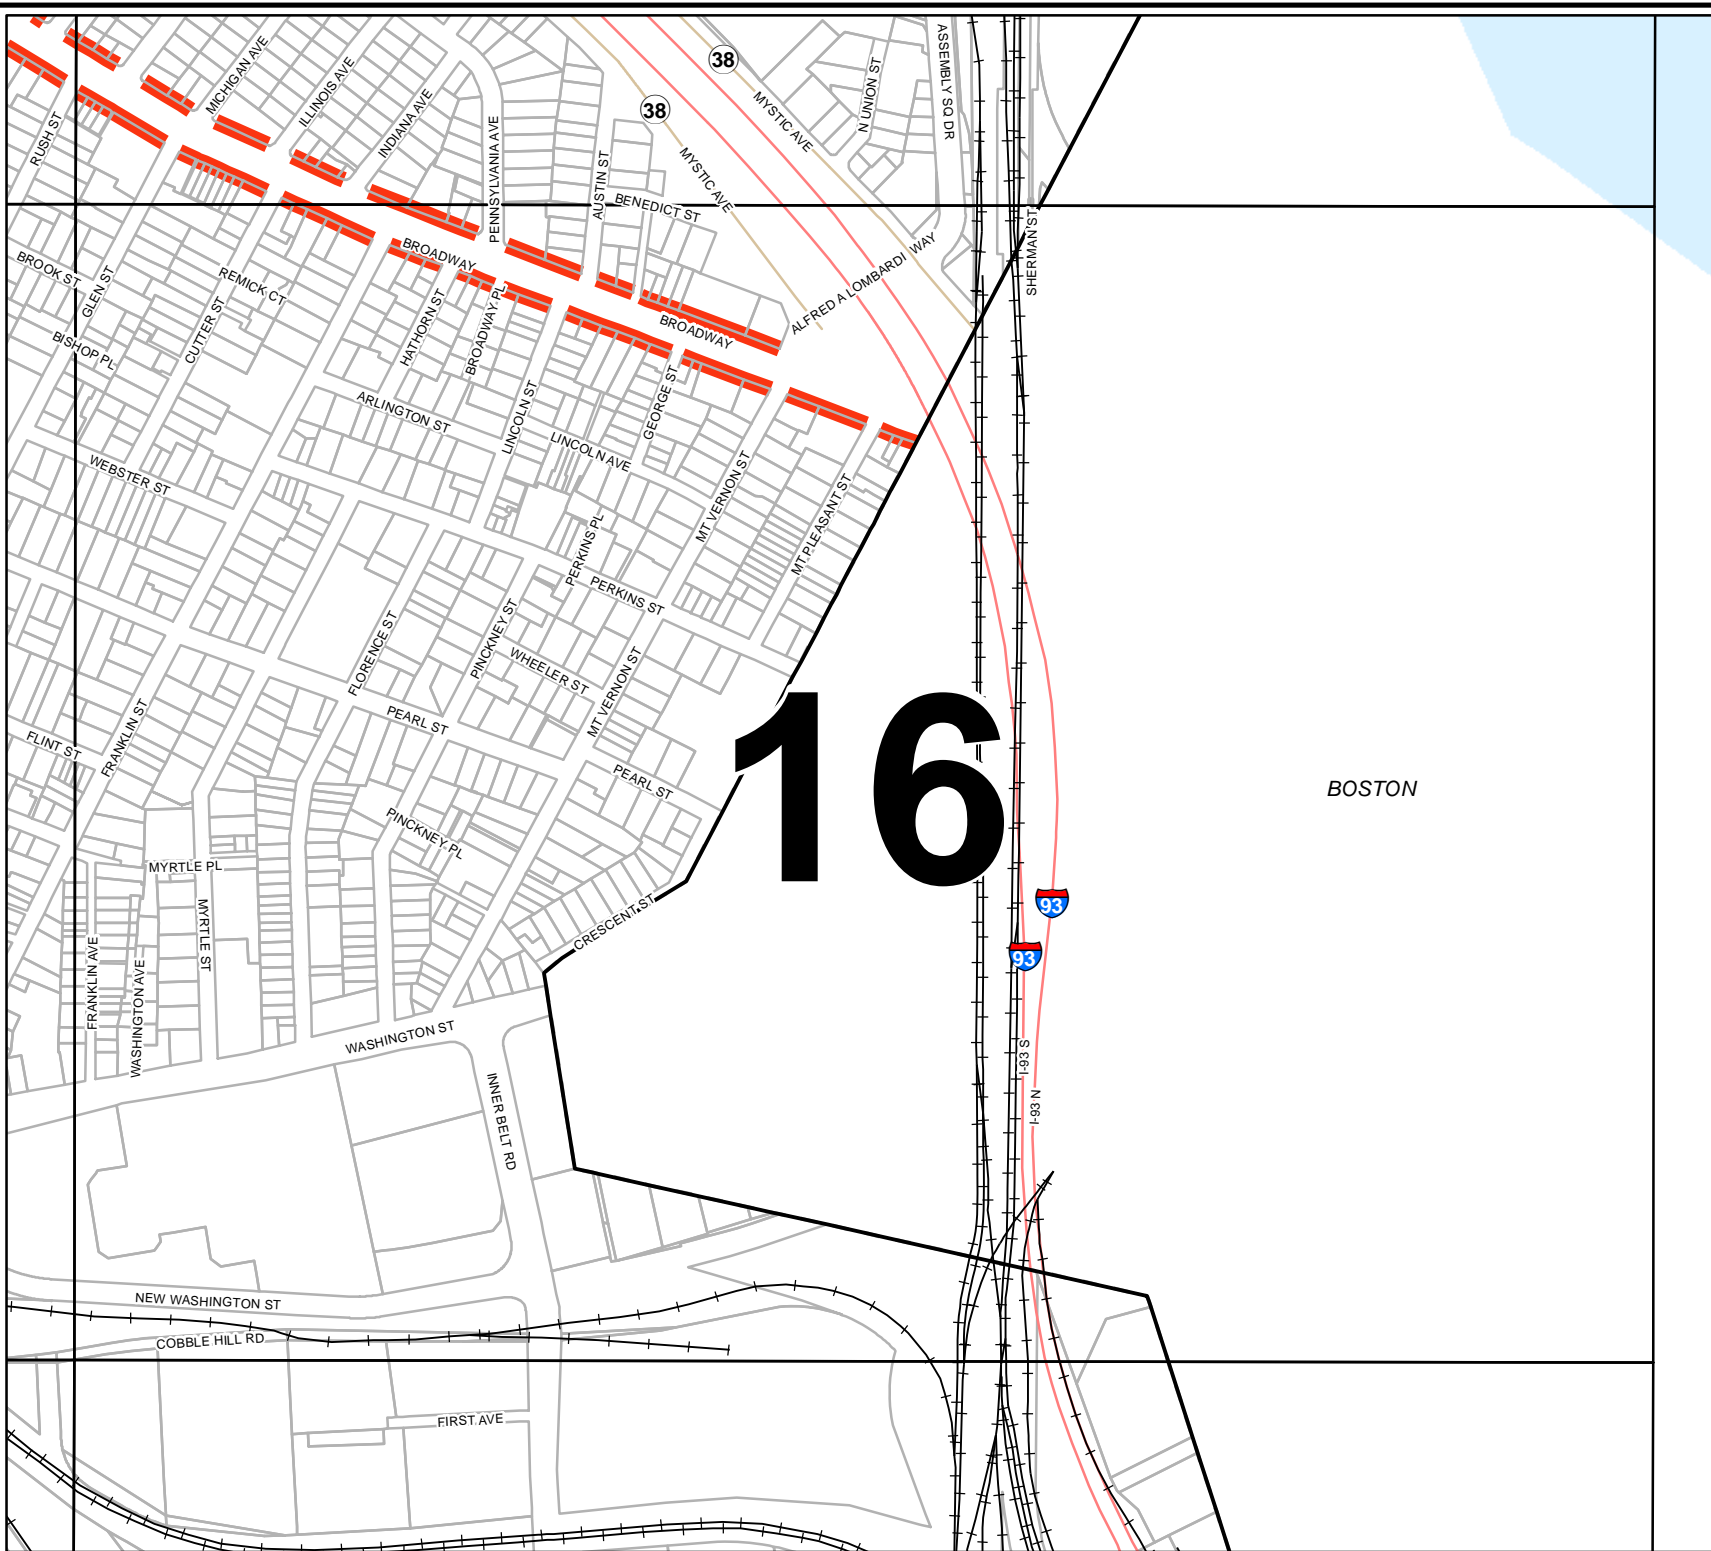 38
38
MICHIGAN AVE
ILLINOIS AVE
INDIANA AVE
PENNSYLVANIA AVE
AUSTIN ST
BENEDICT ST
MYSTIC AVE
MYSTIC AVE
N UNION ST
ASSEMBLY SQ DR
SHERMAN ST
ALFRED A LOMBARDI WAY
RUSH ST
BROOK ST
GLEN ST
BISHOP PL
REMICK CT
CUTTER ST
BROADWAY
HATHORN ST
BROADWAY PL
BROADWAY
GEORGE ST
LINCOLN ST
ARLINGTON ST
LINCOLN AVE
WEBSTER ST
MT VERNON ST
MT PLEASANT ST
PERKINS PL
PERKINS ST
FLORENCE ST
PINCKNEY ST
WHEELER ST
MT VERNON ST
FRANKLIN ST
FLINT ST
PEARL ST
PEARL ST
16
BOSTON
PINCKNEY PL
MYRTLE PL
MYRTLE ST
FRANKLIN AVE
WASHINGTON AVE
CRESCENT ST
93
93
WASHINGTON ST
I-93 S
I-93 N
INNER BELT RD
NEW WASHINGTON ST
COBBLE HILL RD
FIRST AVE